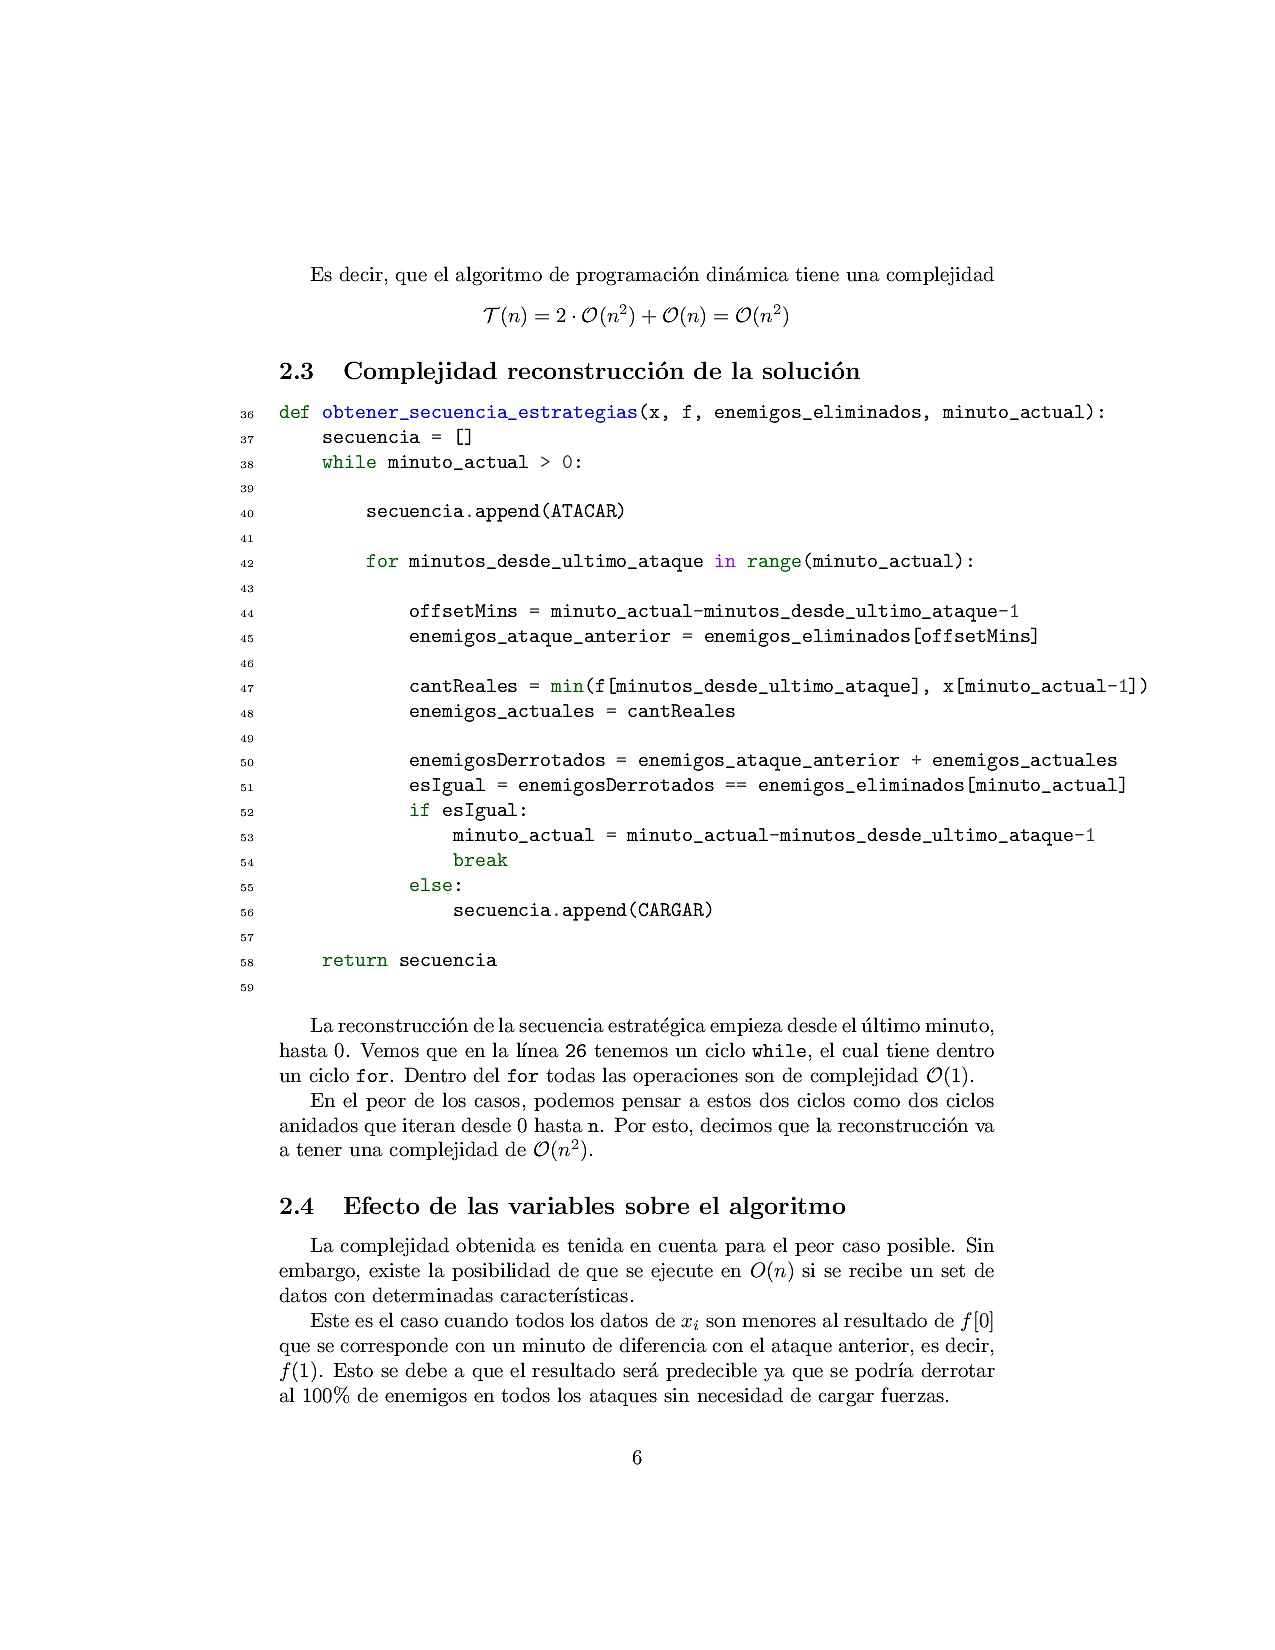 Es decir, que el algoritmo de programación dinámica tiene una complejidad
𝒯(n) = 2 · 𝒪(n²) + 𝒪(n) = 𝒪(n²)
2.3 Complejidad reconstrucción de la solución
36 def obtener_secuencia_estrategias(x, f, enemigos_eliminados, minuto_actual):
37     secuencia = []
38     while minuto_actual > 0:
39
40         secuencia.append(ATACAR)
41
42         for minutos_desde_ultimo_ataque in range(minuto_actual):
43
44             offsetMins = minuto_actual-minutos_desde_ultimo_ataque-1
45             enemigos_ataque_anterior = enemigos_eliminados[offsetMins]
46
47             cantReales = min(f[minutos_desde_ultimo_ataque], x[minuto_actual-1])
48             enemigos_actuales = cantReales
49
50             enemigosDerrotados = enemigos_ataque_anterior + enemigos_actuales
51             esIgual = enemigosDerrotados == enemigos_eliminados[minuto_actual]
52             if esIgual:
53                 minuto_actual = minuto_actual-minutos_desde_ultimo_ataque-1
54                 break
55             else:
56                 secuencia.append(CARGAR)
57
58     return secuencia
59
La reconstrucción de la secuencia estratégica empieza desde el último minuto,
hasta 0. Vemos que en la línea 26 tenemos un ciclo while, el cual tiene dentro
un ciclo for. Dentro del for todas las operaciones son de complejidad 𝒪(1).
En el peor de los casos, podemos pensar a estos dos ciclos como dos ciclos
anidados que iteran desde 0 hasta n. Por esto, decimos que la reconstrucción va
a tener una complejidad de 𝒪(n²).
2.4 Efecto de las variables sobre el algoritmo
La complejidad obtenida es tenida en cuenta para el peor caso posible. Sin
embargo, existe la posibilidad de que se ejecute en O(n) si se recibe un set de
datos con determinadas características.
Este es el caso cuando todos los datos de xᵢ son menores al resultado de f[0]
que se corresponde con un minuto de diferencia con el ataque anterior, es decir,
f(1). Esto se debe a que el resultado será predecible ya que se podría derrotar
al 100% de enemigos en todos los ataques sin necesidad de cargar fuerzas.
6